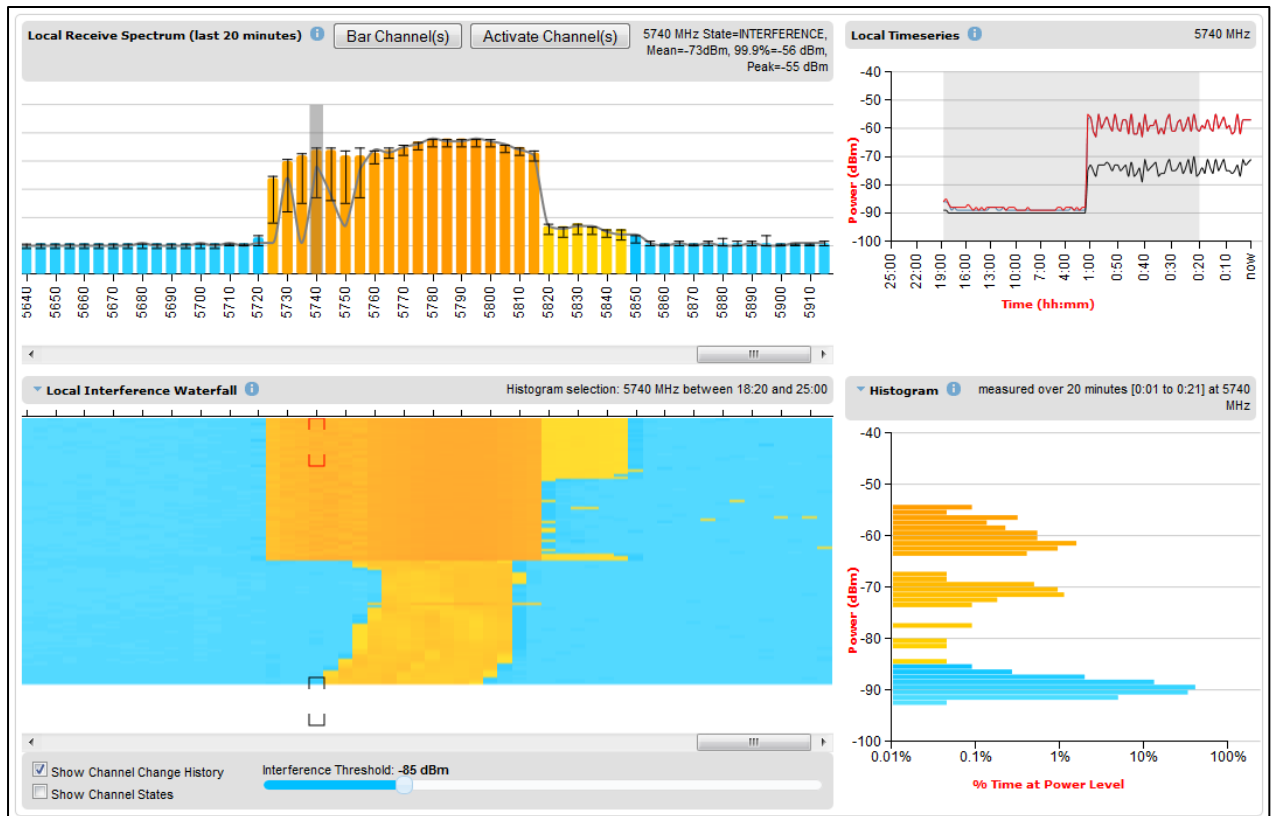 Local Receive Spectrum (last 20 minutes)
Bar Channel(s)
Activate Channel(s)
5740 MHz State=INTERFERENCE,
Mean=-73dBm, 99.9%=-56 dBm,
Peak=-55 dBm
5640
5650
5660
5670
5680
5690
5700
5710
5720
5730
5740
5750
5760
5770
5780
5790
5800
5810
5820
5830
5840
5850
5860
5870
5880
5890
5900
5910
Local Timeseries
5740 MHz
-40
-50
-60
-70
-80
-90
-100
Power (dBm)
25:00
22:00
19:00
16:00
13:00
10:00
7:00
4:00
1:00
0:50
0:40
0:30
0:20
0:10
now
Time (hh:mm)
Local Interference Waterfall
Histogram selection: 5740 MHz between 18:20 and 25:00
Show Channel Change History
Show Channel States
Interference Threshold: -85 dBm
Histogram
measured over 20 minutes [0:01 to 0:21] at 5740
MHz
-40
-50
-60
-70
-80
-90
-100
Power (dBm)
0.01%
0.1%
1%
10%
100%
% Time at Power Level